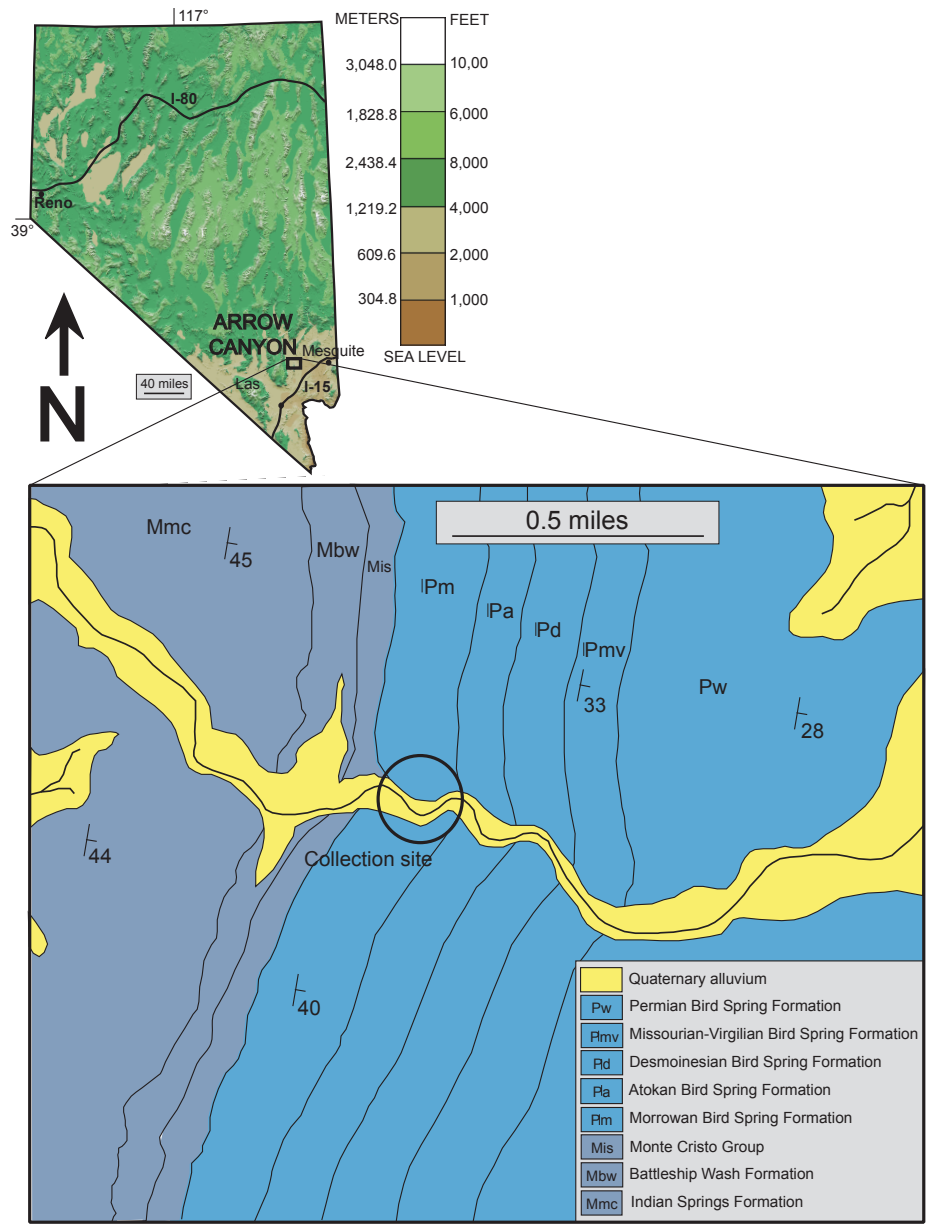 117°
METERS FEET
3,048.0 10,00
1,828.8 6,000
2,438.4 8,000
1,219.2 4,000
609.6 2,000
304.8 1,000
SEA LEVEL
I-80
Reno
39°
ARROW
CANYON
Mesquite
Las
I-15
40 miles
N
0.5 miles
Mmc
45
Mbw
Mis
Pm
Pa
Pd
Pmv
33
Pw
28
44
Collection site
40
Quaternary alluvium
Pw Permian Bird Spring Formation
Pmv Missourian-Virgilian Bird Spring Formation
Pd Desmoinesian Bird Spring Formation
Pa Atokan Bird Spring Formation
Pm Morrowan Bird Spring Formation
Mis Monte Cristo Group
Mbw Battleship Wash Formation
Mmc Indian Springs Formation